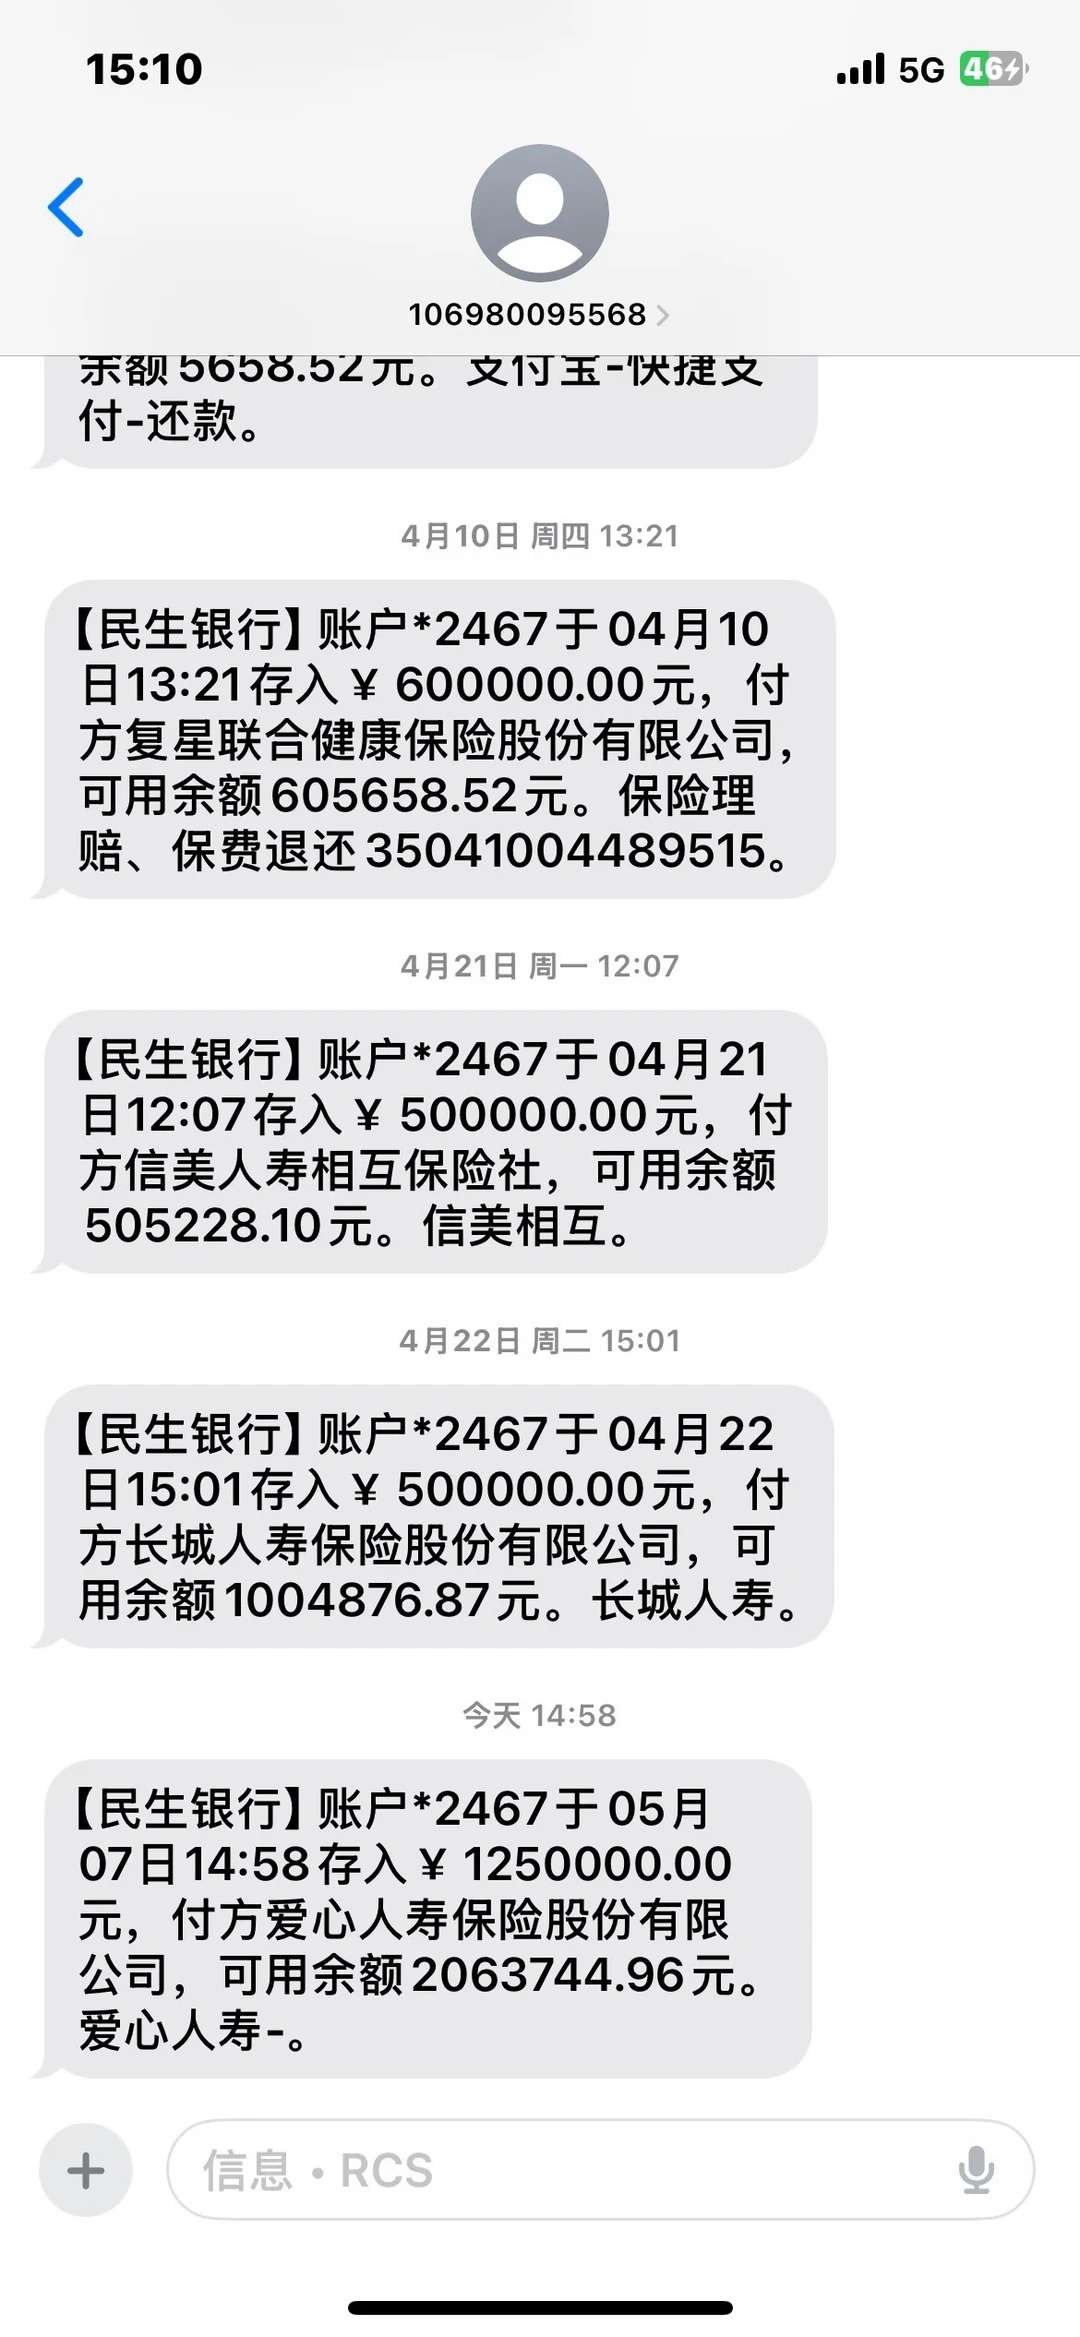 15:10
5G 46
106980095568
余额5658.52元。支付宝-快捷支
付-还款。
4月10日 周四 13:21
【民生银行】账户*2467于04月10
日13:21存入￥600000.00元，付
方复星联合健康保险股份有限公司，
可用余额605658.52元。保险理
赔、保费退还35041004489515。
4月21日 周一 12:07
【民生银行】账户*2467于04月21
日12:07存入￥500000.00元，付
方信美人寿相互保险社，可用余额
505228.10元。信美相互。
4月22日 周二 15:01
【民生银行】账户*2467于04月22
日15:01存入￥500000.00元，付
方长城人寿保险股份有限公司，可
用余额1004876.87元。长城人寿。
今天 14:58
【民生银行】账户*2467于05月
07日14:58存入￥1250000.00
元，付方爱心人寿保险股份有限
公司，可用余额2063744.96元。
爱心人寿-。
信息 • RCS